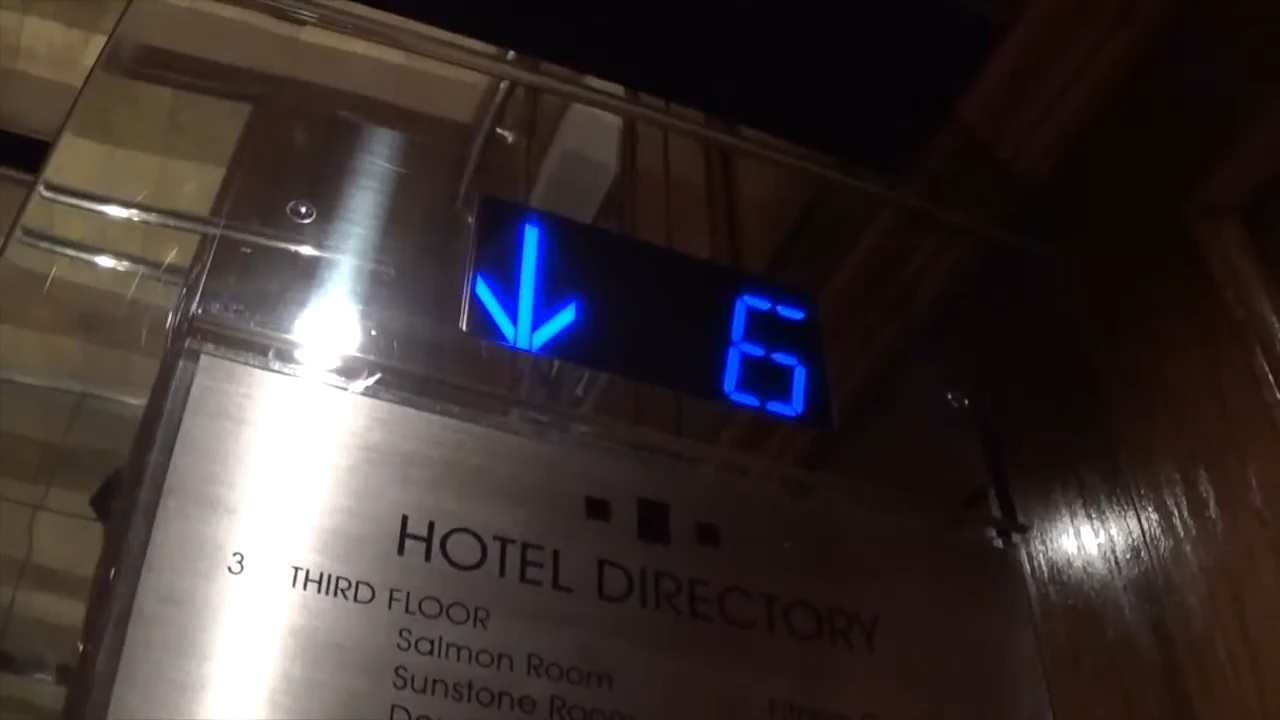 6
HOTEL DIRECTORY
3 THIRD FLOOR
Salmon Room
Sunstone Room